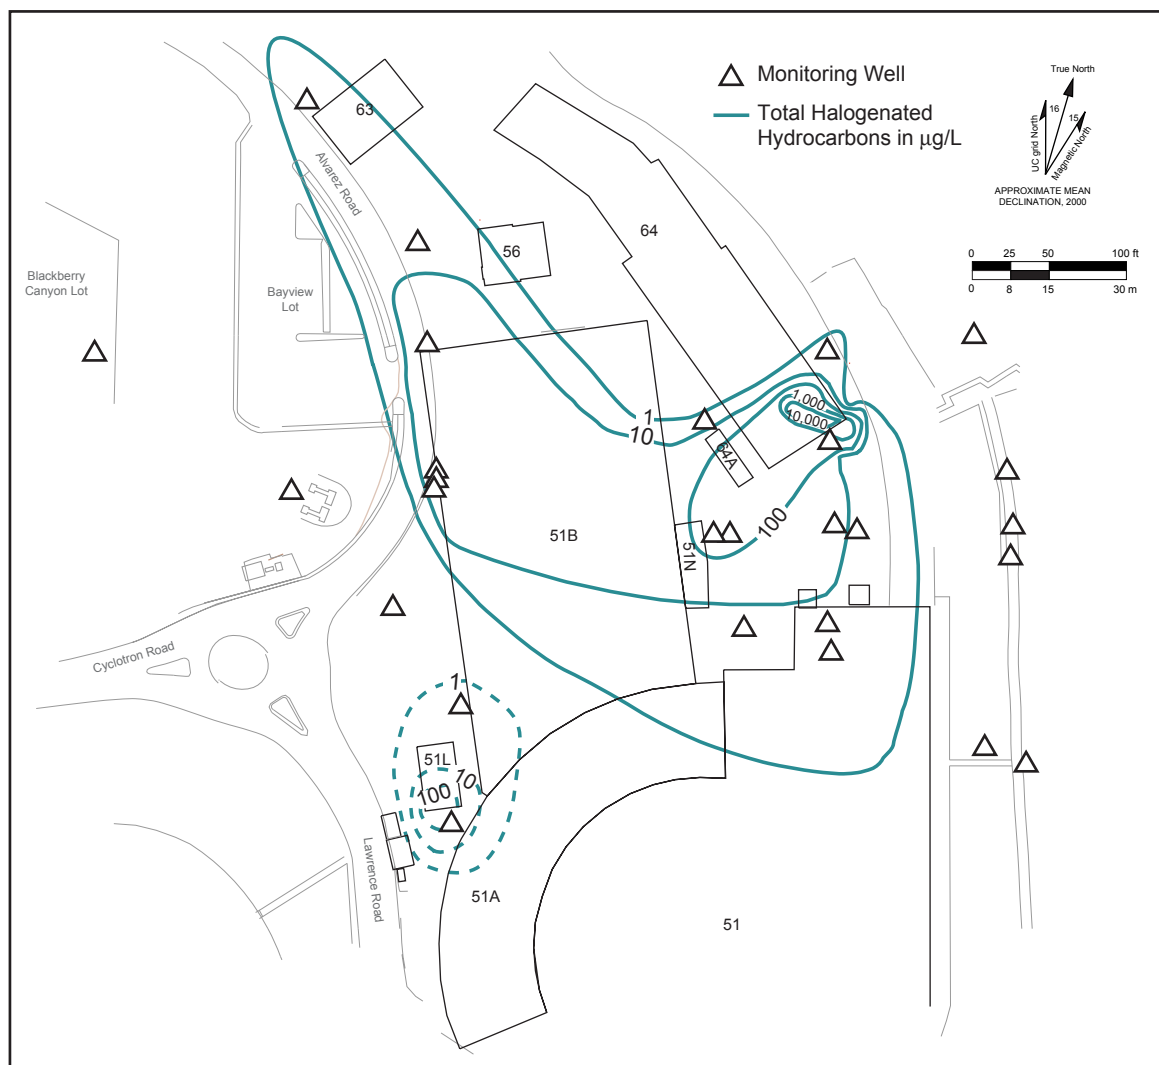 Monitoring Well
Total Halogenated
Hydrocarbons in μg/L
True North
16
15
UC grid North
Magnetic North
APPROXIMATE MEAN
DECLINATION, 2000
0 25 50 100 ft
0 8 15 30 m
63
Alvarez Road
56
64
Blackberry
Canyon Lot
Bayview
Lot
1
10
1,000
10,000
64A
100
51B
51N
Cyclotron Road
1
51L
10
100
Lawrence Road
51A
51